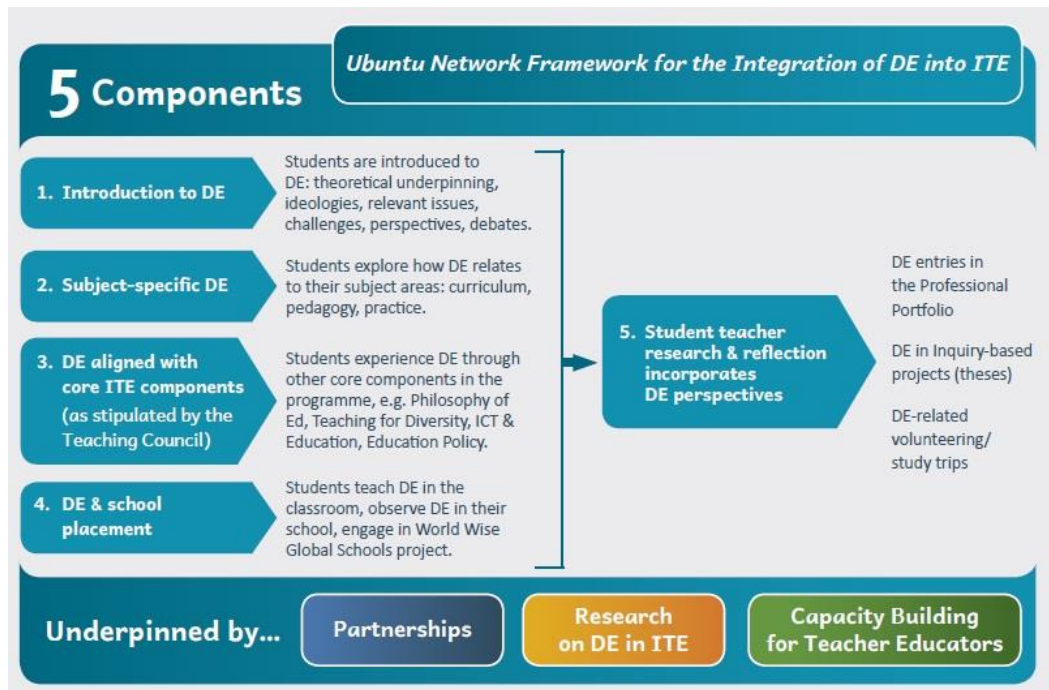 Ubuntu Network Framework for the Integration of DE into ITE
5 Components
1. Introduction to DE
Students are introduced to
DE: theoretical underpinning,
ideologies, relevant issues,
challenges, perspectives, debates.
2. Subject-specific DE
Students explore how DE relates
to their subject areas: curriculum,
pedagogy, practice.
3. DE aligned with
core ITE components
(as stipulated by the
Teaching Council)
Students experience DE through
other core components in the
programme, e.g. Philosophy of
Ed, Teaching for Diversity, ICT &
Education, Education Policy.
4. DE & school
placement
Students teach DE in the
classroom, observe DE in their
school, engage in World Wise
Global Schools project.
5. Student teacher
research & reflection
incorporates
DE perspectives
DE entries in
the Professional
Portfolio
DE in Inquiry-based
projects (theses)
DE-related
volunteering/
study trips
Underpinned by...
Partnerships
Research
on DE in ITE
Capacity Building
for Teacher Educators